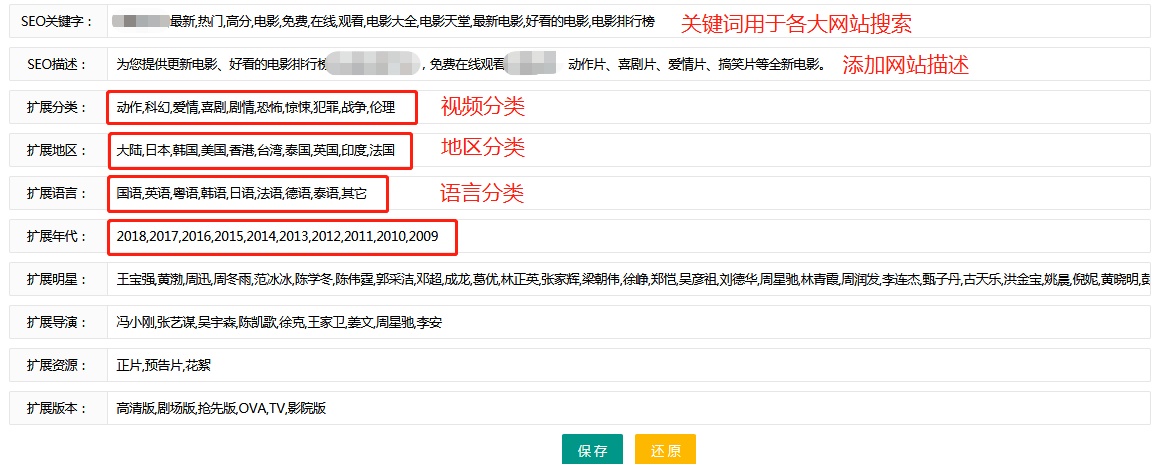 SEO关键字： 最新,热门,高分,电影,免费,在线,观看,电影大全,电影天堂,最新电影,好看的电影,电影排行榜 关键词用于各大网站搜索
SEO描述： 为您提供更新电影、好看的电影排行榜 ，免费在线观看 动作片、喜剧片、爱情片、搞笑片等全新电影。 添加网站描述
扩展分类： 动作,科幻,爱情,喜剧,剧情,恐怖,惊悚,犯罪,战争,伦理 视频分类
扩展地区： 大陆,日本,韩国,美国,香港,台湾,泰国,英国,印度,法国 地区分类
扩展语言： 国语,英语,粤语,韩语,日语,法语,德语,泰语,其它 语言分类
扩展年代： 2018,2017,2016,2015,2014,2013,2012,2011,2010,2009
扩展明星： 王宝强,黄渤,周迅,周冬雨,范冰冰,陈学冬,陈伟霆,郭采洁,邓超,成龙,葛优,林正英,张家辉,梁朝伟,徐峥,郑恺,吴彦祖,刘德华,周星驰,林青霞,周润发,李连杰,甄子丹,古天乐,洪金宝,姚晨,倪妮,黄晓明,彭
扩展导演： 冯小刚,张艺谋,吴宇森,陈凯歌,徐克,王家卫,姜文,周星驰,李安
扩展资源： 正片,预告片,花絮
扩展版本： 高清版,剧场版,抢先版,OVA,TV,影院版
保存 还原